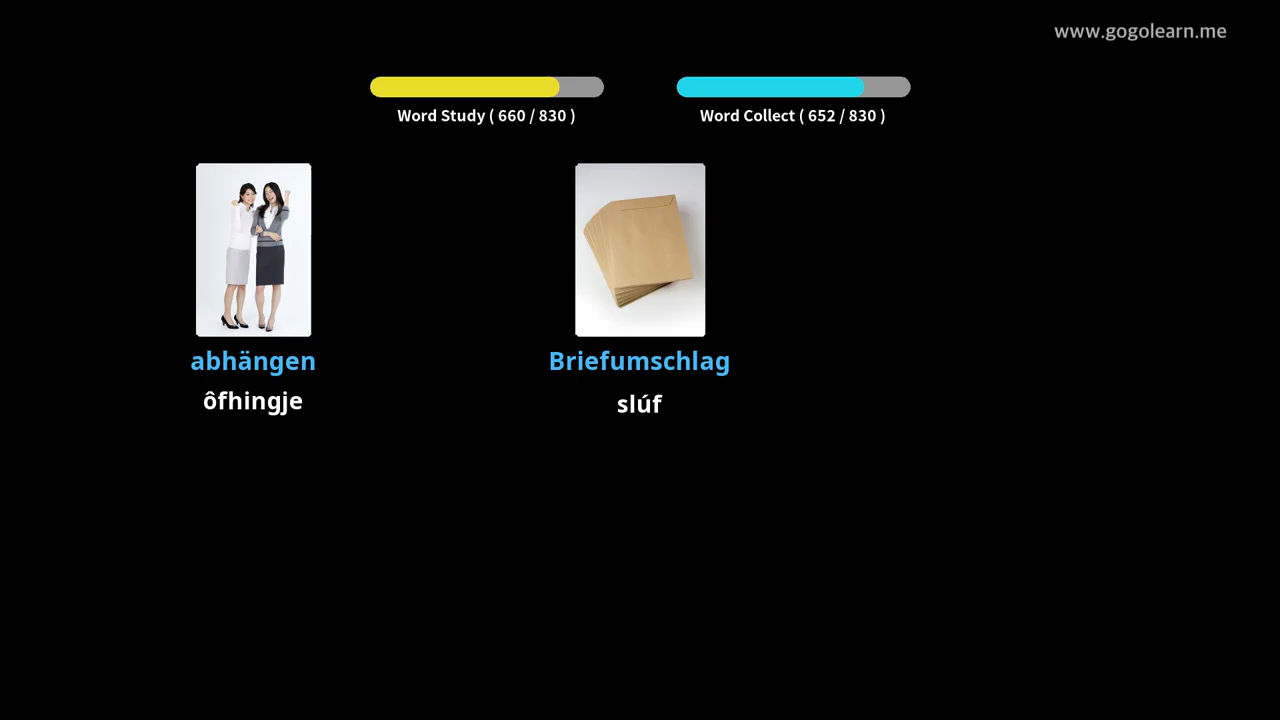 www.gogolearn.me
Word Study ( 660 / 830 )
Word Collect ( 652 / 830 )
abhängen
ôfhingje
Briefumschlag
slúf